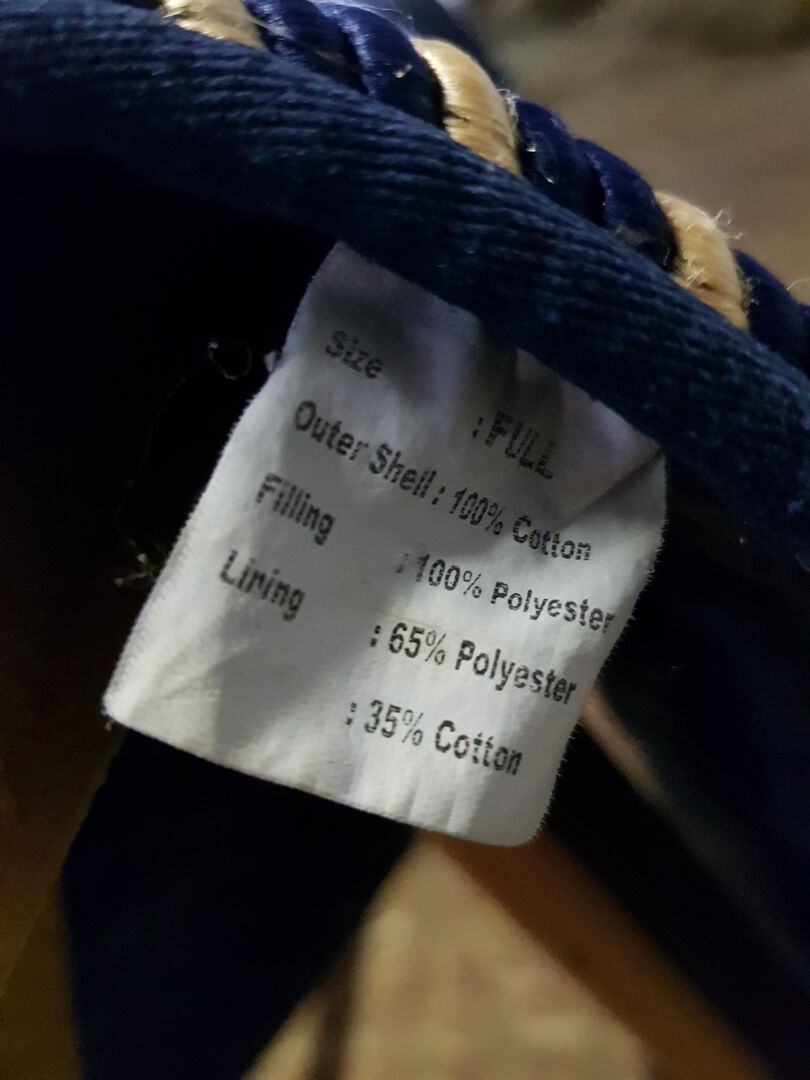 Size : FULL
Outer Shell : 100% Cotton
Filling : 100% Polyester
Lining : 65% Polyester
: 35% Cotton